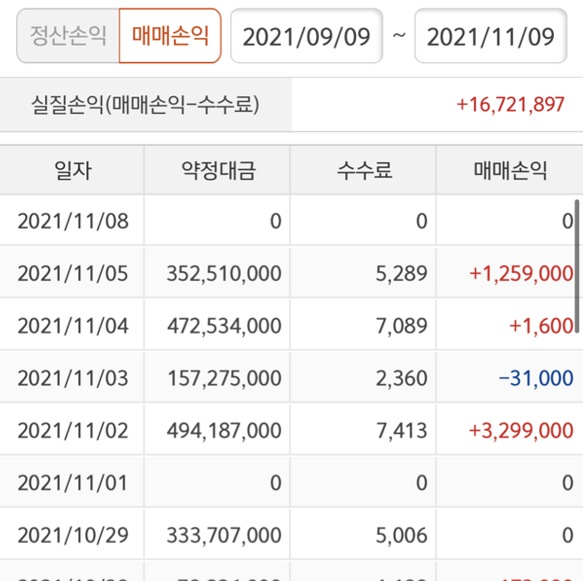 정산손익 매매손익 2021/09/09 ~ 2021/11/09
실질손익(매매손익-수수료) +16,721,897
일자 약정대금 수수료 매매손익
2021/11/08 0 0 0
2021/11/05 352,510,000 5,289 +1,259,000
2021/11/04 472,534,000 7,089 +1,600
2021/11/03 157,275,000 2,360 -31,000
2021/11/02 494,187,000 7,413 +3,299,000
2021/11/01 0 0 0
2021/10/29 333,707,000 5,006 0